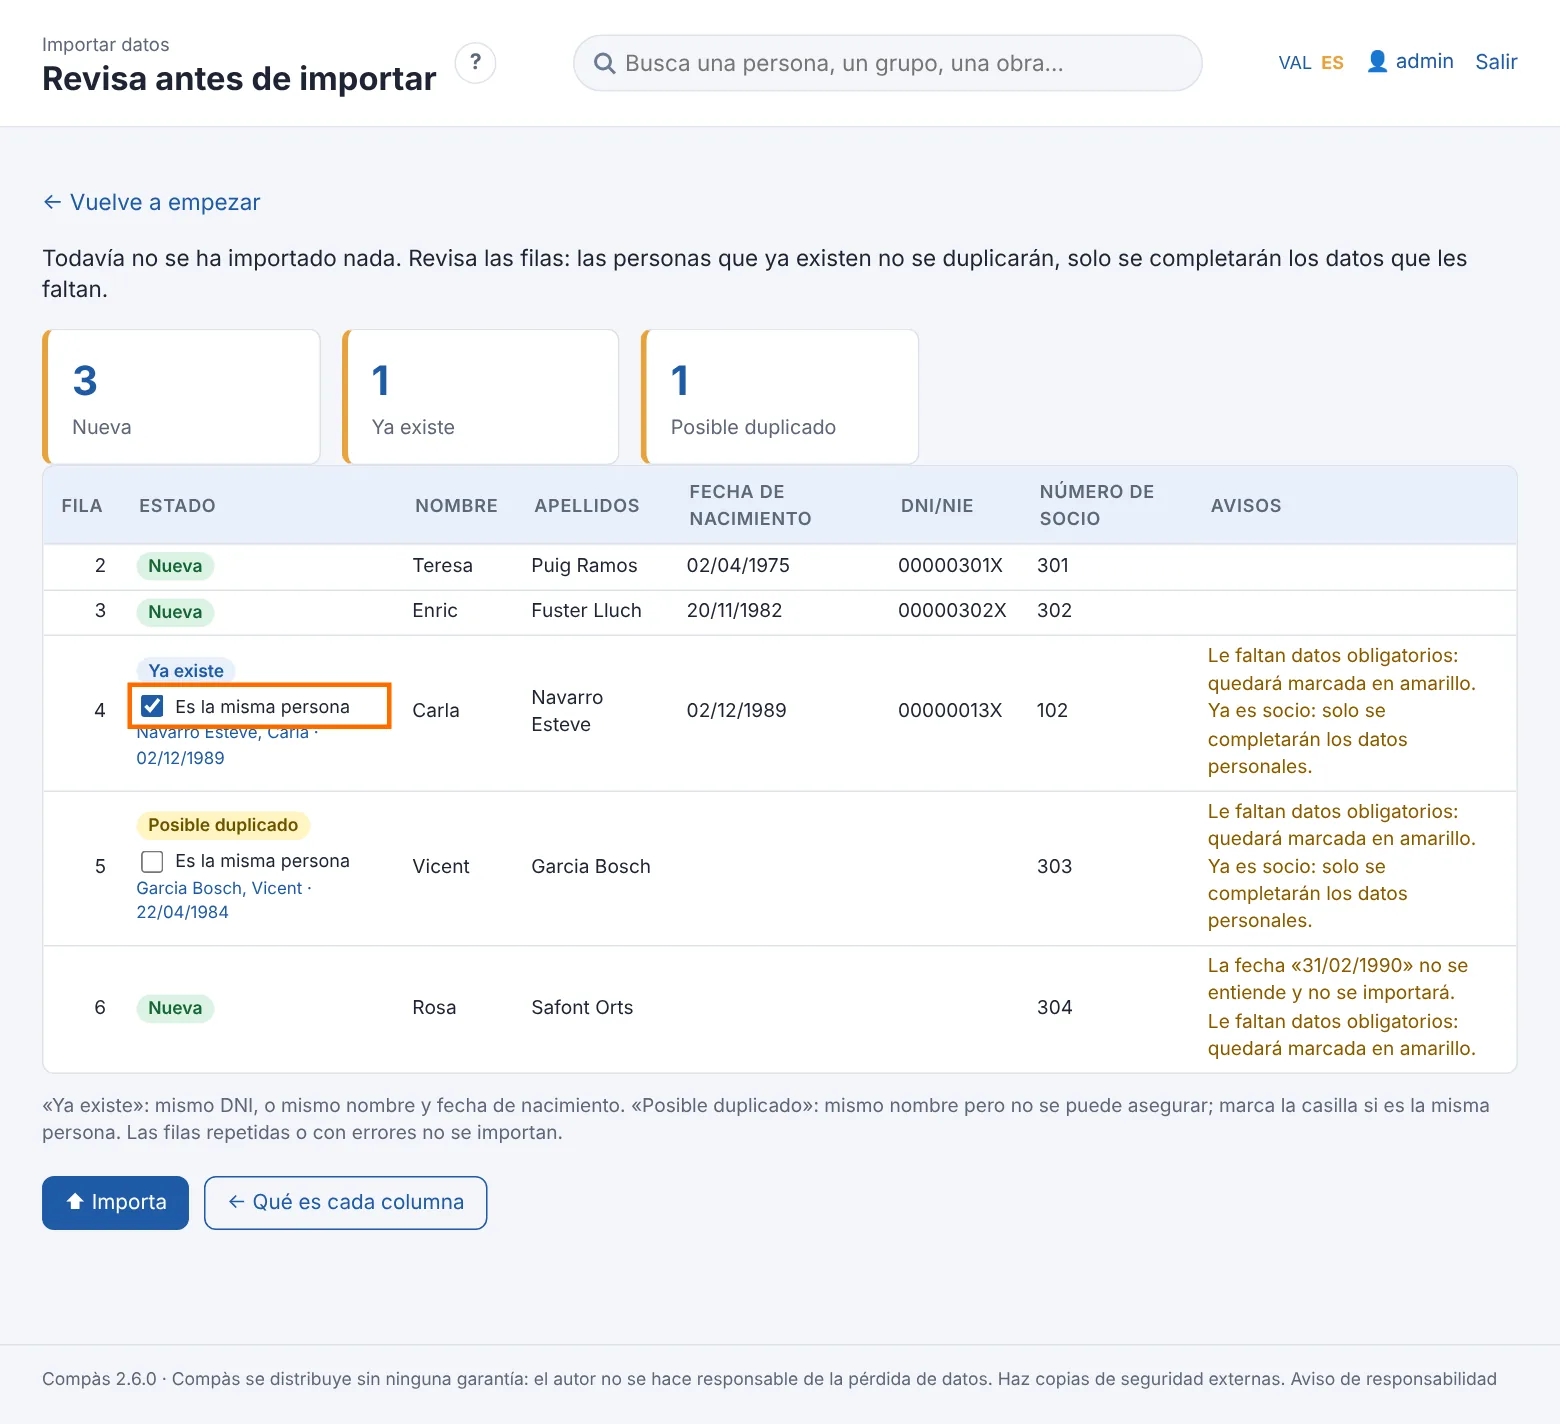 Importar datos
Revisa antes de importar
?
Busca una persona, un grupo, una obra...
VAL ES
admin
Salir
← Vuelve a empezar
Todavía no se ha importado nada. Revisa las filas: las personas que ya existen no se duplicarán, solo se completarán los datos que les
faltan.
3
Nueva
1
Ya existe
1
Posible duplicado
FILA ESTADO NOMBRE APELLIDOS FECHA DE NACIMIENTO DNI/NIE NÚMERO DE SOCIO AVISOS
2 Nueva Teresa Puig Ramos 02/04/1975 00000301X 301
3 Nueva Enric Fuster Lluch 20/11/1982 00000302X 302
4
Ya existe
Es la misma persona
Navarro Esteve, Carla ·
02/12/1989
Carla
Navarro
Esteve
02/12/1989
00000013X
102
Le faltan datos obligatorios:
quedará marcada en amarillo.
Ya es socio: solo se
completarán los datos
personales.
5
Posible duplicado
Es la misma persona
Garcia Bosch, Vicent ·
22/04/1984
Vicent
Garcia Bosch
303
Le faltan datos obligatorios:
quedará marcada en amarillo.
Ya es socio: solo se
completarán los datos
personales.
6
Nueva
Rosa
Safont Orts
304
La fecha «31/02/1990» no se
entiende y no se importará.
Le faltan datos obligatorios:
quedará marcada en amarillo.
«Ya existe»: mismo DNI, o mismo nombre y fecha de nacimiento. «Posible duplicado»: mismo nombre pero no se puede asegurar; marca la casilla si es la misma
persona. Las filas repetidas o con errores no se importan.
Importa
← Qué es cada columna
Compàs 2.6.0 · Compàs se distribuye sin ninguna garantía: el autor no se hace responsable de la pérdida de datos. Haz copias de seguridad externas. Aviso de responsabilidad